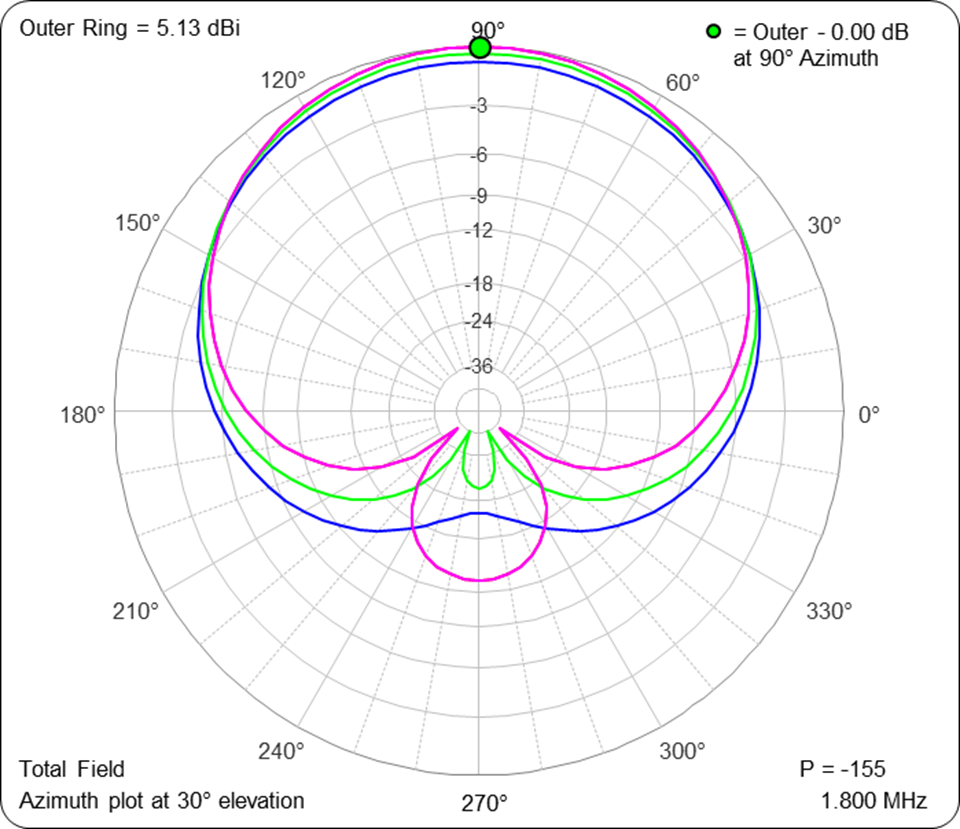 Outer Ring = 5.13 dBi
90°
= Outer - 0.00 dB
at 90° Azimuth
120°
60°
-3
-6
-9
150°
30°
-12
-18
-24
-36
180°
0°
210°
330°
240°
300°
Total Field
P = -155
Azimuth plot at 30° elevation
270°
1.800 MHz